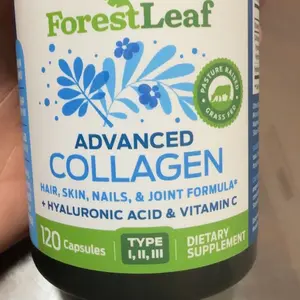 ForestLeaf
PASTURE RAISED
GRASS FED
ADVANCED
COLLAGEN
HAIR, SKIN, NAILS, & JOINT FORMULA*
+ HYALURONIC ACID & VITAMIN C
120 Capsules
TYPE
I, II, III
DIETARY
SUPPLEMENT